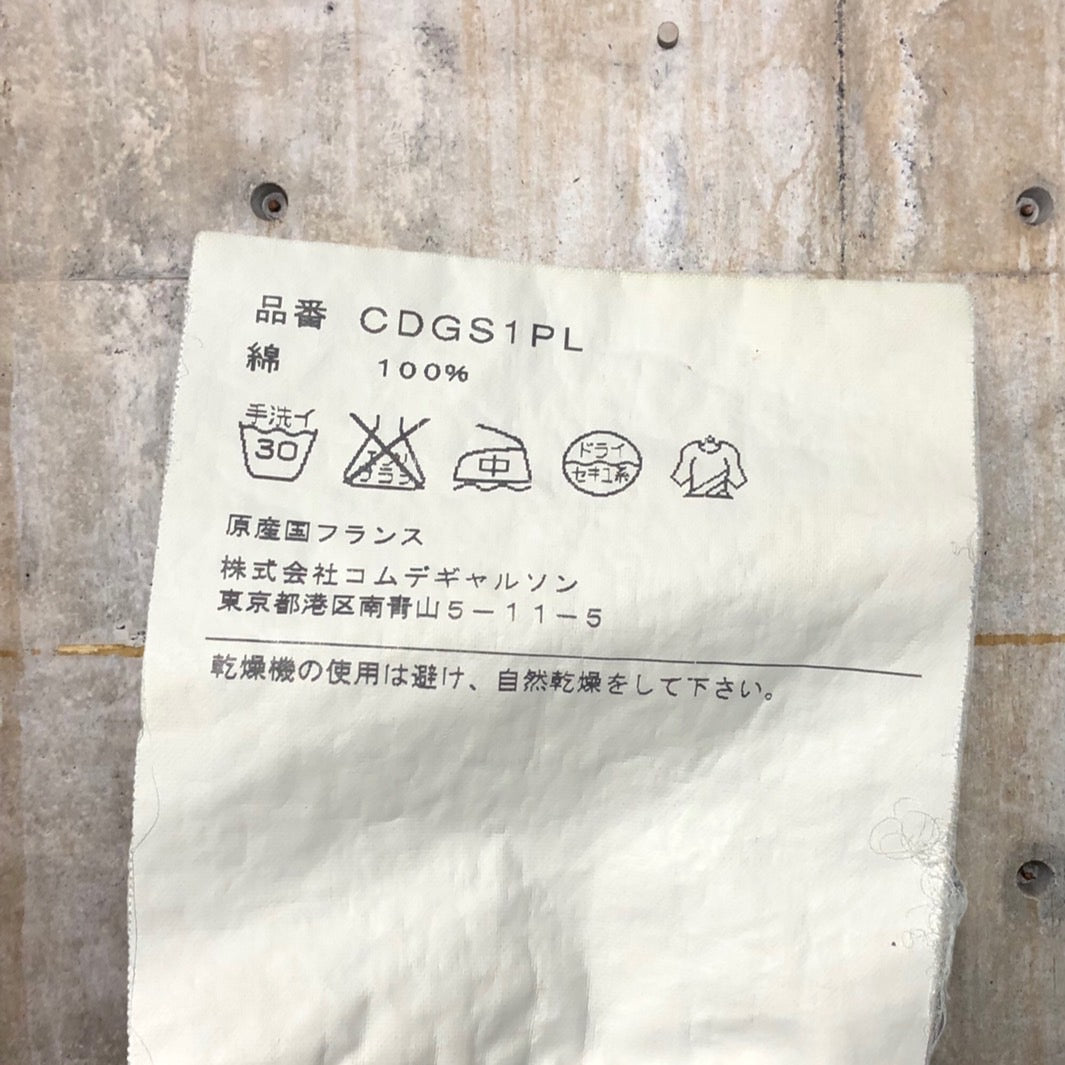 品番 CDGS1PL
綿 100%
手洗イ
30
中
ドライ
セキユ系
原産国フランス
株式会社コムデギャルソン
東京都港区南青山5-11-5
乾燥機の使用は避け、自然乾燥をして下さい。